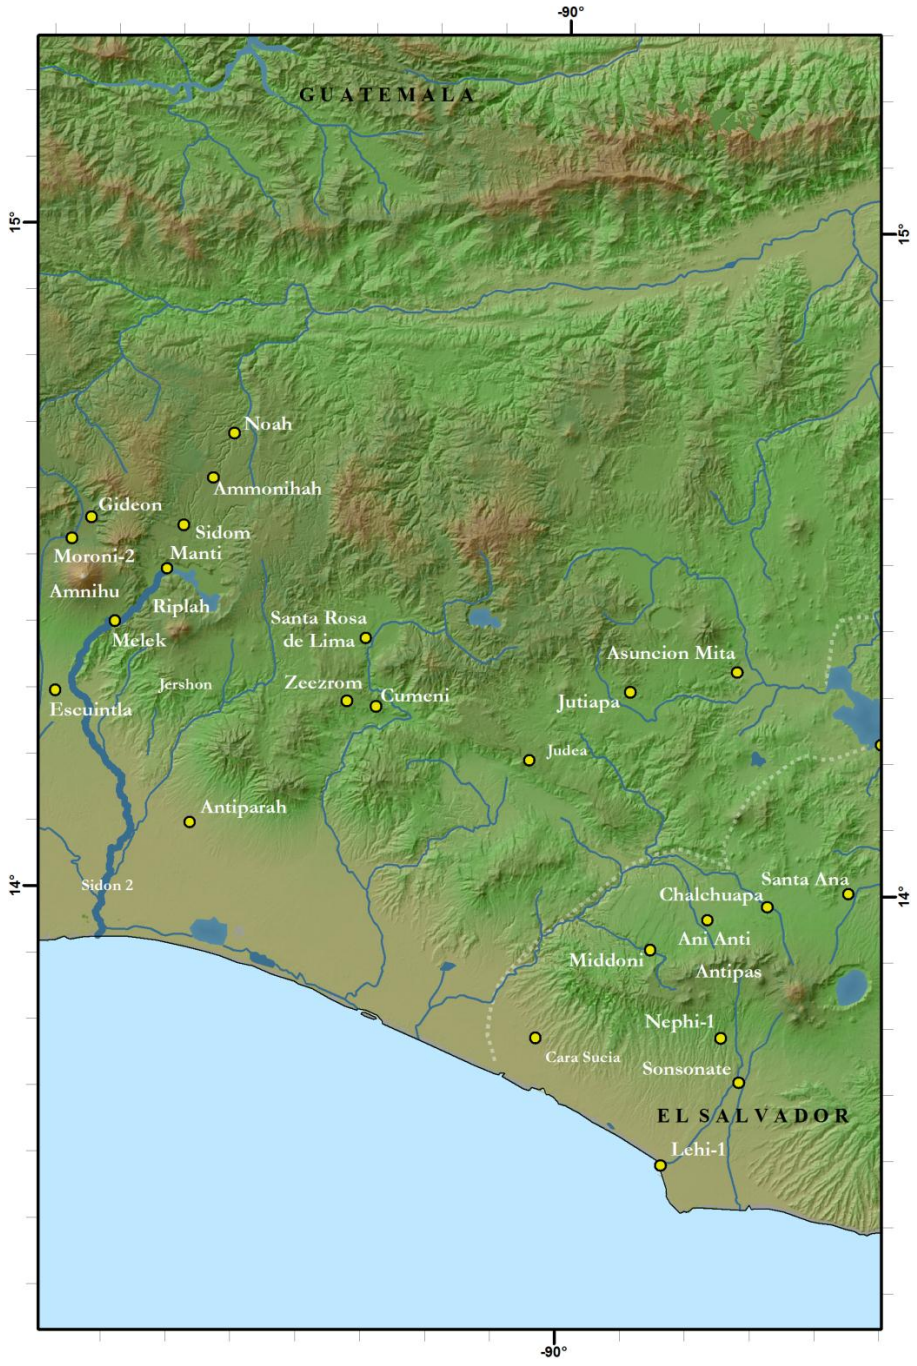 -90°
GUATEMALA
15°
15°
Noah
Ammonihah
Gideon
Sidom
Moroni-2
Manti
Amnihu
Riplah
Melek
Santa Rosa
de Lima
Asuncion Mita
Jershon
Zeezrom
Cumeni
Jutiapa
Escuintla
Judea
Antiparah
14°
14°
Sidon 2
Santa Ana
Chalchuapa
Ani Anti
Middoni
Antipas
Nephi-1
Cara Sucia
Sonsonate
EL SALVADOR
Lehi-1
-90°